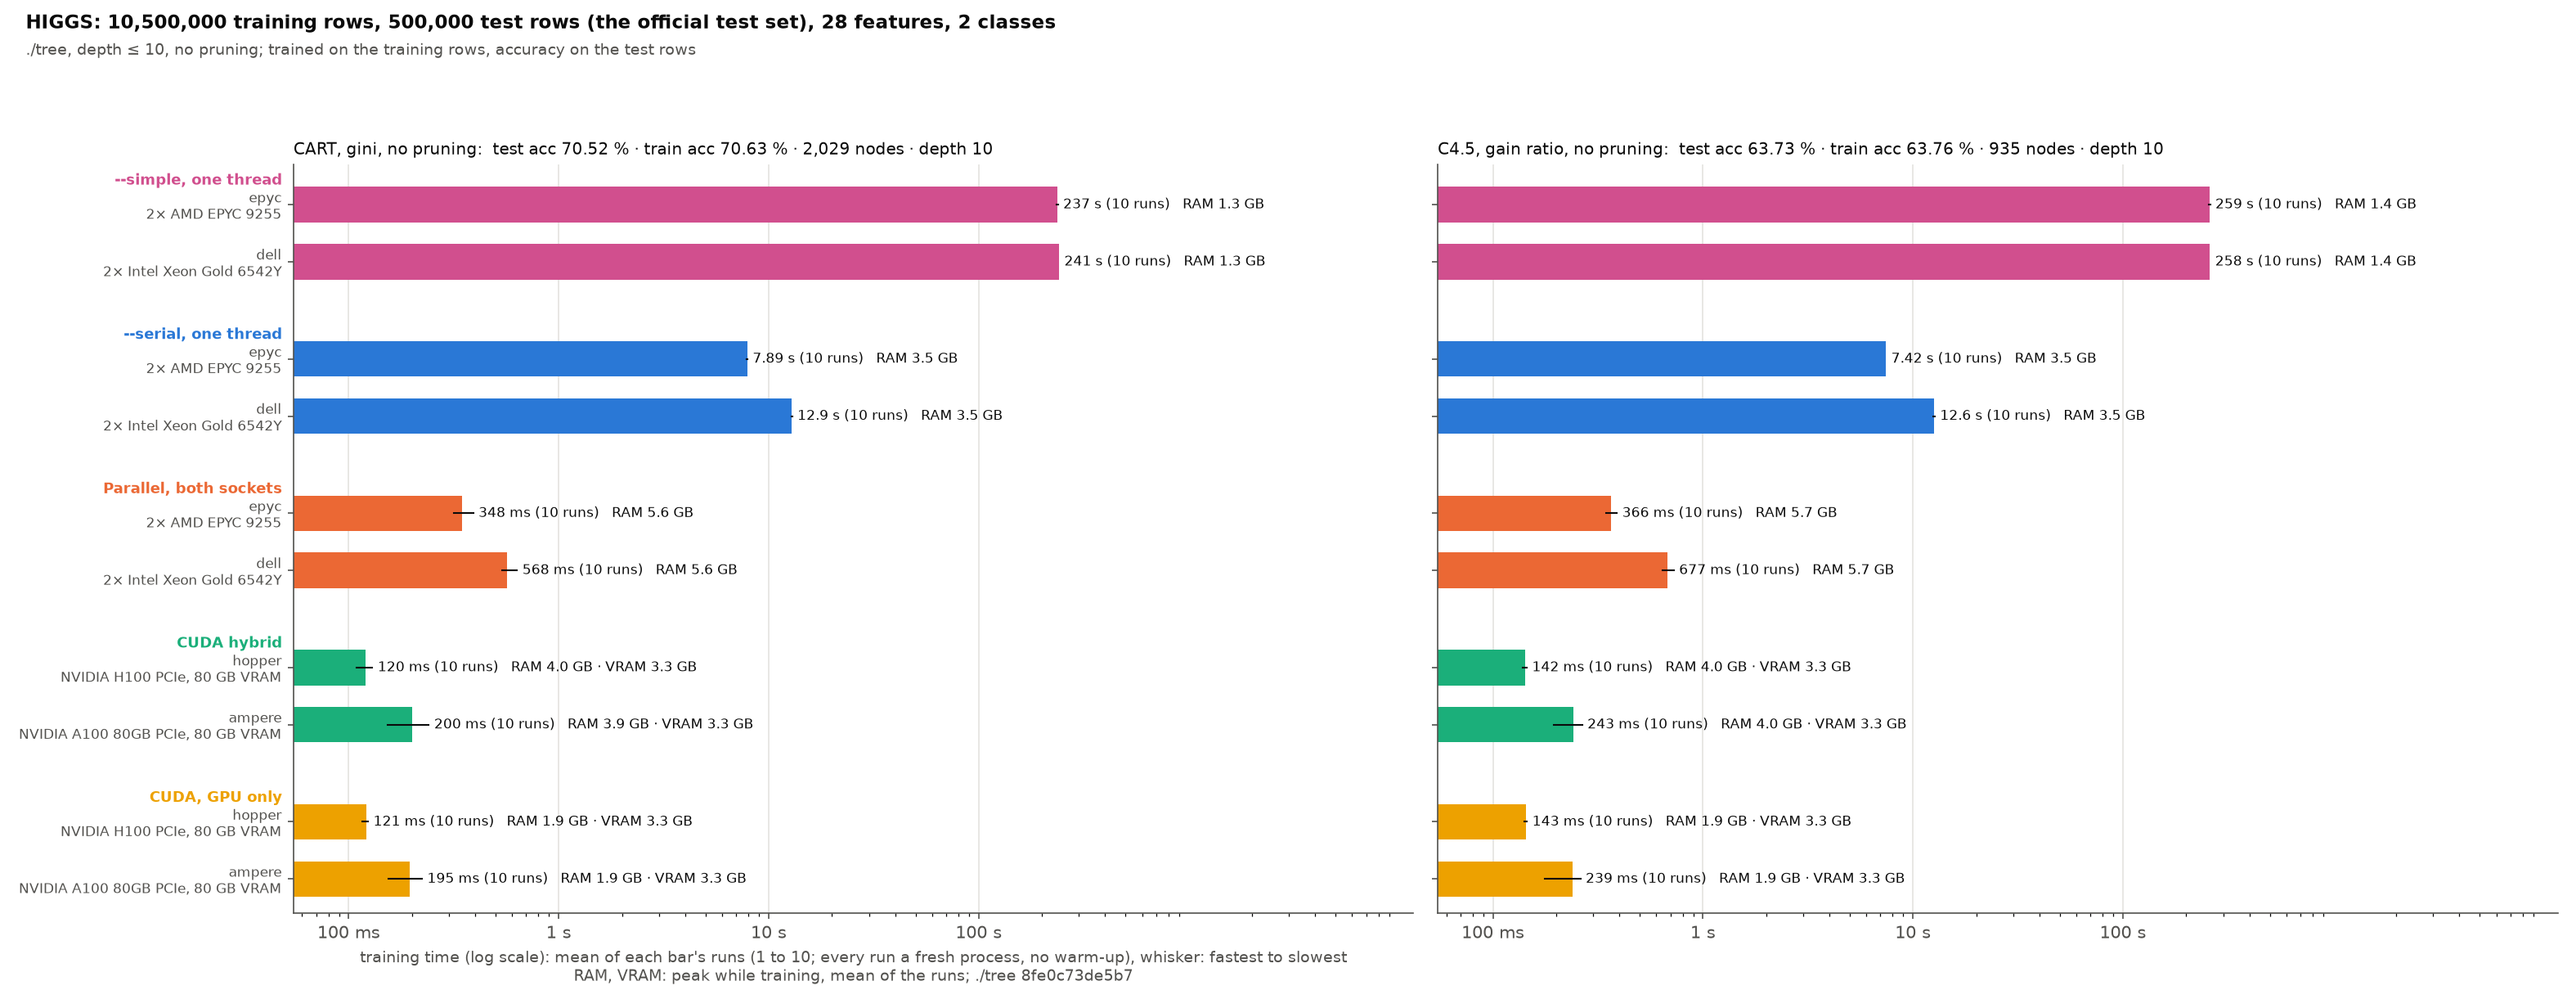 HIGGS: 10,500,000 training rows, 500,000 test rows (the official test set), 28 features, 2 classes
./tree, depth ≤ 10, no pruning; trained on the training rows, accuracy on the test rows
CART, gini, no pruning:  test acc 70.52 % · train acc 70.63 % · 2,029 nodes · depth 10
--simple, one thread
epyc
2× AMD EPYC 9255
237 s (10 runs)   RAM 1.3 GB
dell
2× Intel Xeon Gold 6542Y
241 s (10 runs)   RAM 1.3 GB
--serial, one thread
epyc
2× AMD EPYC 9255
7.89 s (10 runs)   RAM 3.5 GB
dell
2× Intel Xeon Gold 6542Y
12.9 s (10 runs)   RAM 3.5 GB
Parallel, both sockets
epyc
2× AMD EPYC 9255
348 ms (10 runs)   RAM 5.6 GB
dell
2× Intel Xeon Gold 6542Y
568 ms (10 runs)   RAM 5.6 GB
CUDA hybrid
hopper
NVIDIA H100 PCIe, 80 GB VRAM
120 ms (10 runs)   RAM 4.0 GB · VRAM 3.3 GB
ampere
NVIDIA A100 80GB PCIe, 80 GB VRAM
200 ms (10 runs)   RAM 3.9 GB · VRAM 3.3 GB
CUDA, GPU only
hopper
NVIDIA H100 PCIe, 80 GB VRAM
121 ms (10 runs)   RAM 1.9 GB · VRAM 3.3 GB
ampere
NVIDIA A100 80GB PCIe, 80 GB VRAM
195 ms (10 runs)   RAM 1.9 GB · VRAM 3.3 GB
100 ms 1 s 10 s 100 s
training time (log scale): mean of each bar's runs (1 to 10; every run a fresh process, no warm-up), whisker: fastest to slowest
RAM, VRAM: peak while training, mean of the runs; ./tree 8fe0c73de5b7
C4.5, gain ratio, no pruning:  test acc 63.73 % · train acc 63.76 % · 935 nodes · depth 10
259 s (10 runs)   RAM 1.4 GB
258 s (10 runs)   RAM 1.4 GB
7.42 s (10 runs)   RAM 3.5 GB
12.6 s (10 runs)   RAM 3.5 GB
366 ms (10 runs)   RAM 5.7 GB
677 ms (10 runs)   RAM 5.7 GB
142 ms (10 runs)   RAM 4.0 GB · VRAM 3.3 GB
243 ms (10 runs)   RAM 4.0 GB · VRAM 3.3 GB
143 ms (10 runs)   RAM 1.9 GB · VRAM 3.3 GB
239 ms (10 runs)   RAM 1.9 GB · VRAM 3.3 GB
100 ms 1 s 10 s 100 s